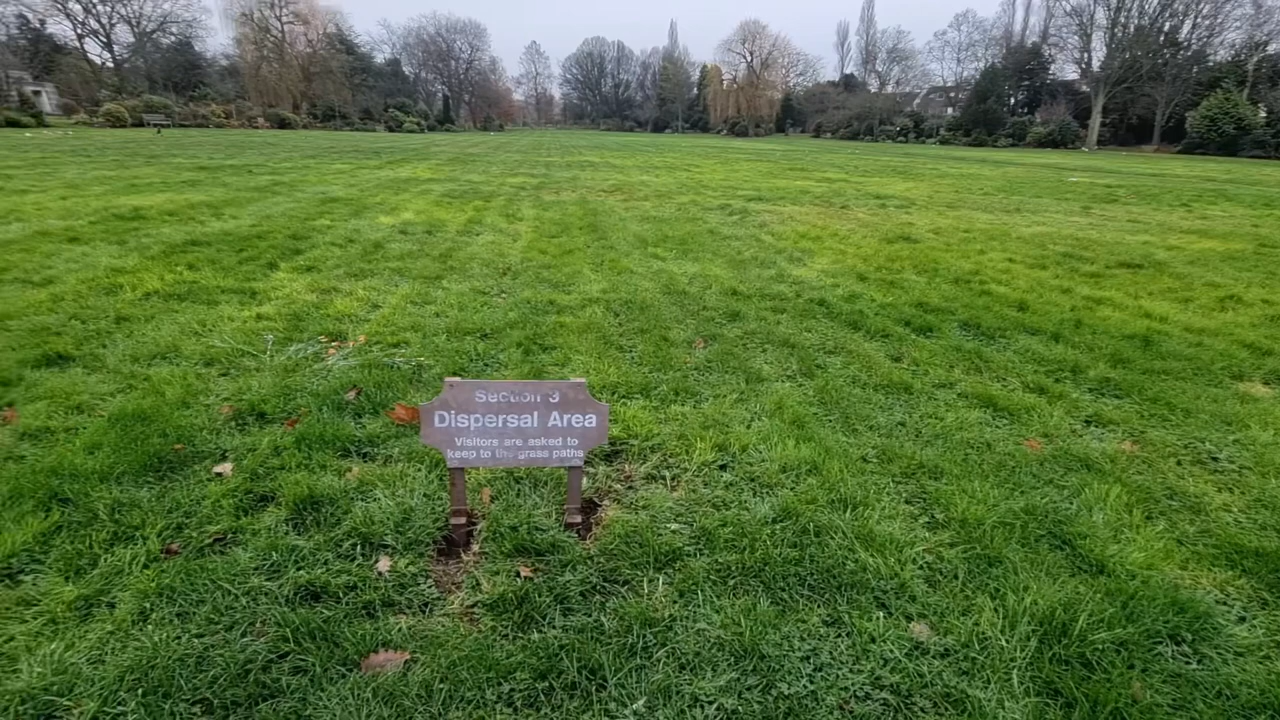 Section 3
Dispersal Area
Visitors are asked to
keep to the grass paths